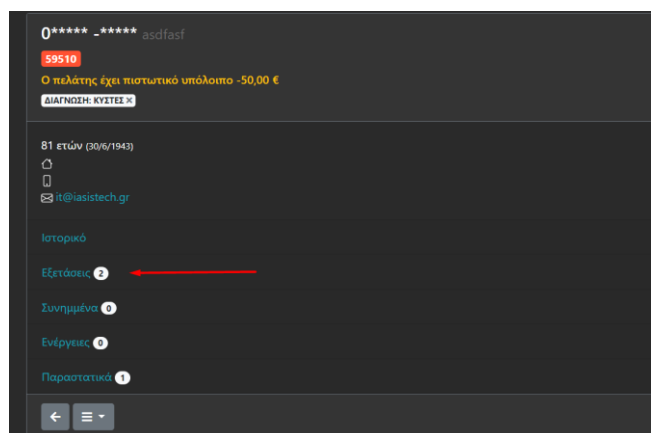 0***** -***** asdfasf
59510
Ο πελάτης έχει πιστωτικό υπόλοιπο -50,00 €
ΔΙΑΓΝΩΣΗ: ΚΥΣΤΕΣ ×
81 ετών (30/6/1943)
it@iasistech.gr
Ιστορικό
Εξετάσεις 2
Συνημμένα 0
Ενέργειες 0
Παραστατικά 1